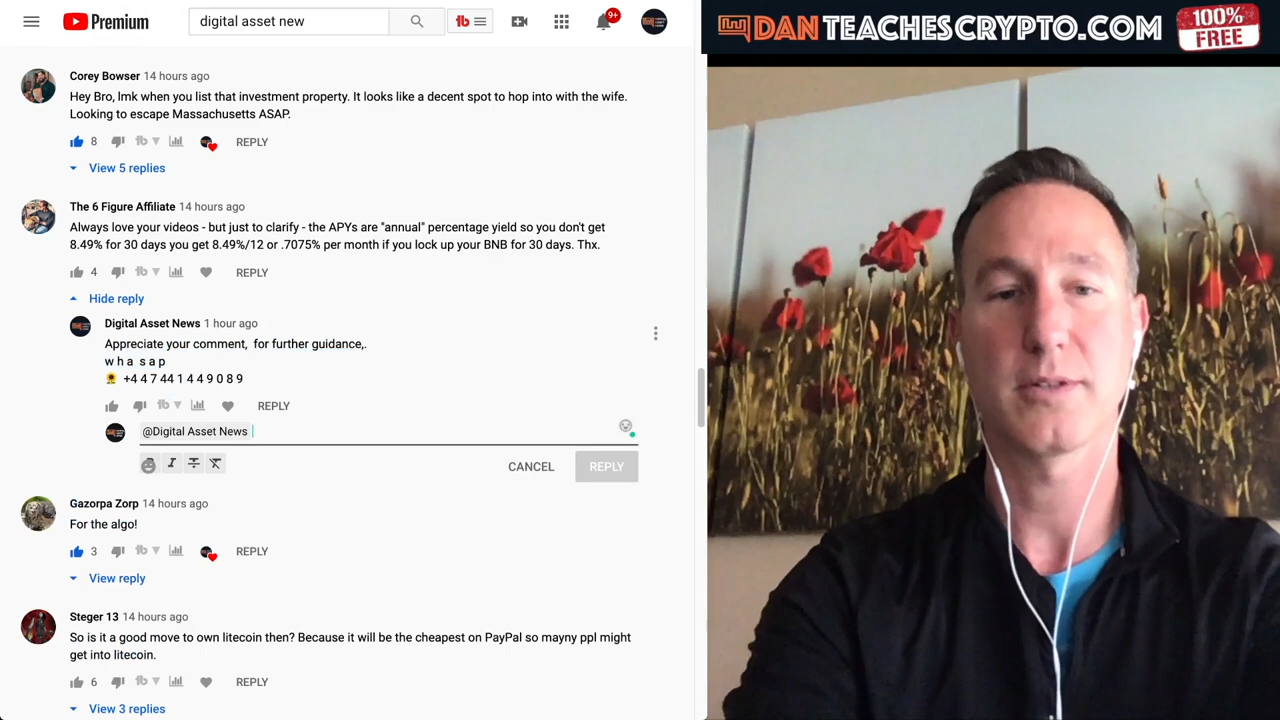 Premium
digital asset new
tb
9+
DANTEACHESCRYPTO.COM
100%
FREE
Corey Bowser 14 hours ago
Hey Bro, lmk when you list that investment property. It looks like a decent spot to hop into with the wife.
Looking to escape Massachusetts ASAP.
8 tb REPLY
View 5 replies
The 6 Figure Affiliate 14 hours ago
Always love your videos - but just to clarify - the APYs are "annual" percentage yield so you don't get
8.49% for 30 days you get 8.49%/12 or .7075% per month if you lock up your BNB for 30 days. Thx.
4 tb REPLY
Hide reply
Digital Asset News 1 hour ago
Appreciate your comment, for further guidance,.
w h a s a p
🌻 +4 4 7 44 1 4 4 9 0 8 9
tb REPLY
@Digital Asset News
CANCEL REPLY
Gazorpa Zorp 14 hours ago
For the algo!
3 tb REPLY
View reply
Steger 13 14 hours ago
So is it a good move to own litecoin then? Because it will be the cheapest on PayPal so mayny ppl might
get into litecoin.
6 tb REPLY
View 3 replies